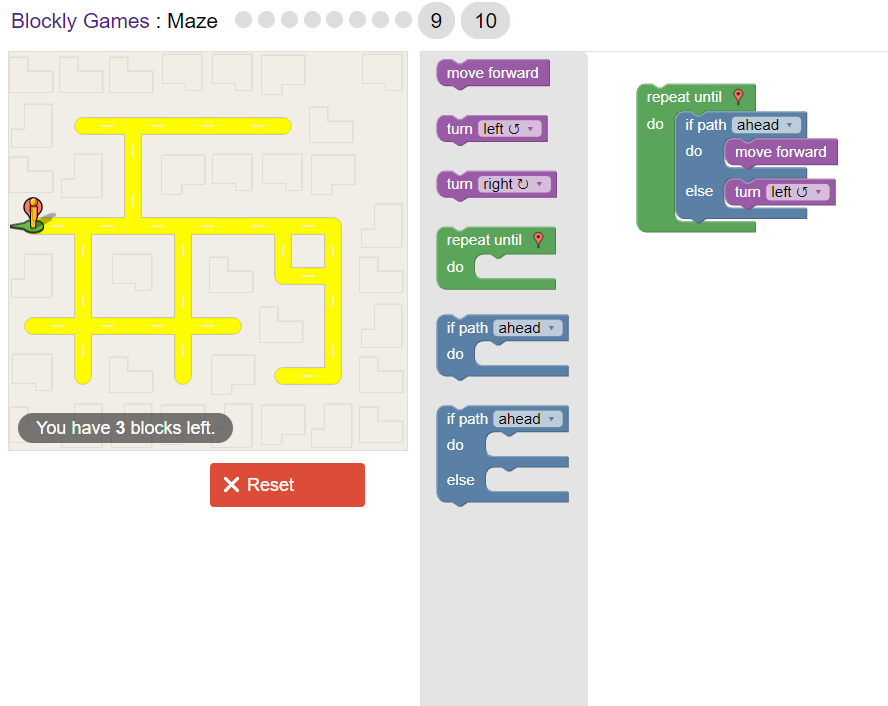 Blockly Games : Maze 9 10
You have 3 blocks left.
Reset
move forward
turn left ↺ ▾
turn right ↻ ▾
repeat until
do
if path ahead ▾
do
if path ahead ▾
do
else
repeat until
do if path ahead ▾
do move forward
else turn left ↺ ▾